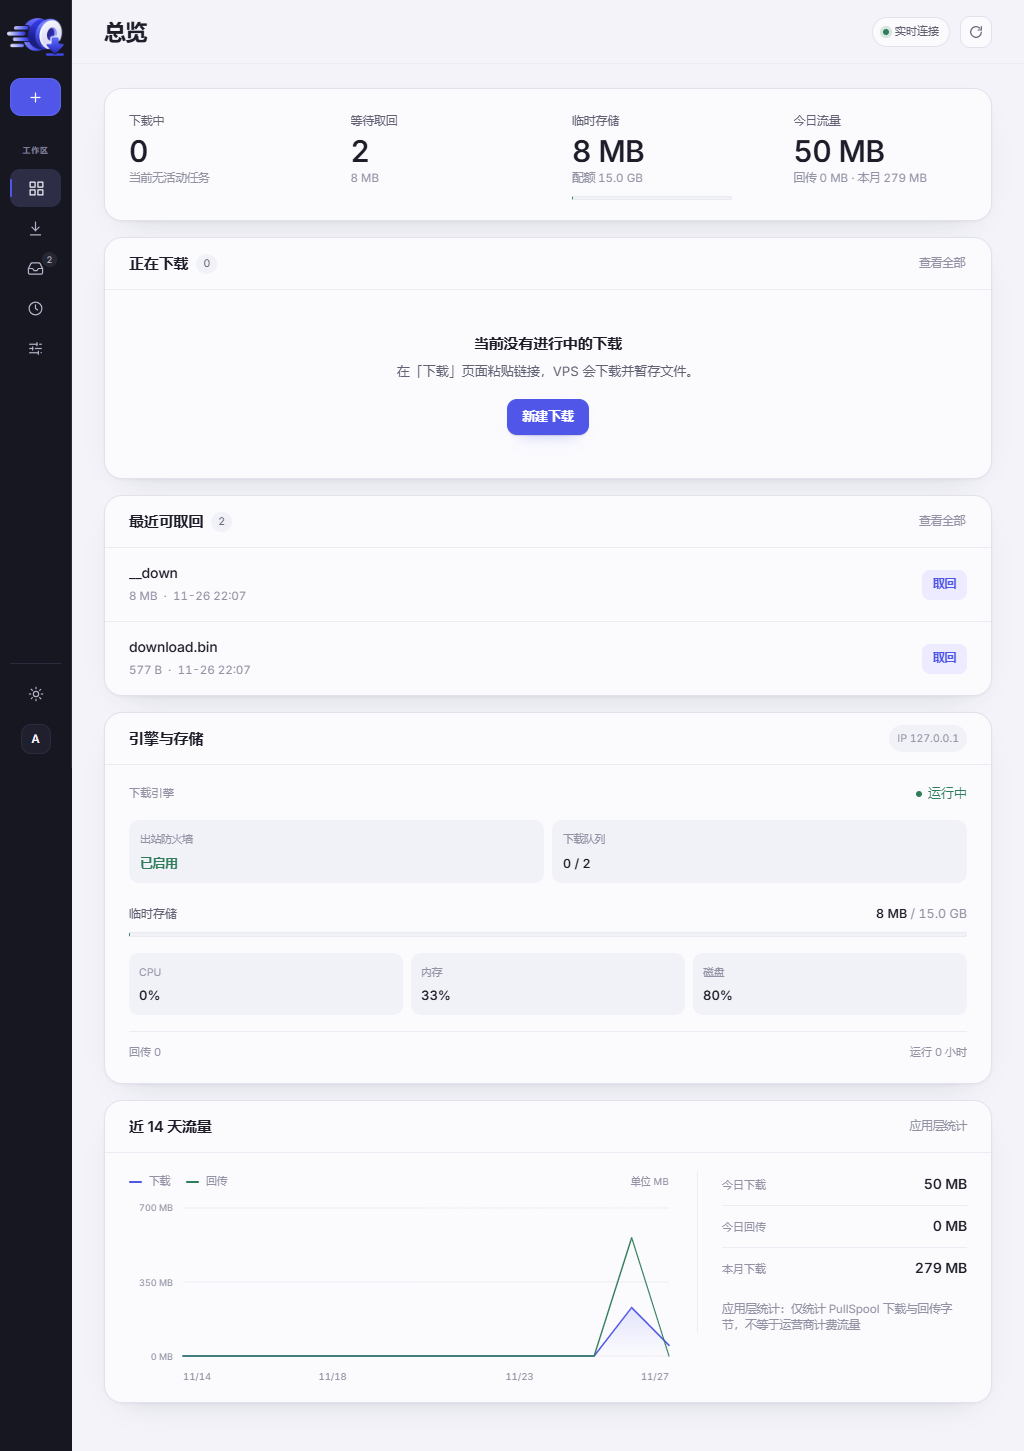 总览
实时连接
工作区
2
A
下载中
0
当前无活动任务
等待取回
2
8 MB
临时存储
8 MB
配额 15.0 GB
今日流量
50 MB
回传 0 MB · 本月 279 MB
正在下载 0
查看全部
当前没有进行中的下载
在「下载」页面粘贴链接，VPS 会下载并暂存文件。
新建下载
最近可取回 2
查看全部
__down
8 MB · 11-26 22:07
取回
download.bin
577 B · 11-26 22:07
取回
引擎与存储
IP 127.0.0.1
下载引擎
运行中
出站防火墙
已启用
下载队列
0 / 2
临时存储
8 MB / 15.0 GB
CPU
0%
内存
33%
磁盘
80%
回传 0
运行 0 小时
近 14 天流量
应用层统计
下载
回传
单位 MB
700 MB
350 MB
0 MB
11/14
11/18
11/23
11/27
今日下载
50 MB
今日回传
0 MB
本月下载
279 MB
应用层统计：仅统计 PullSpool 下载与回传字
节，不等于运营商计费流量